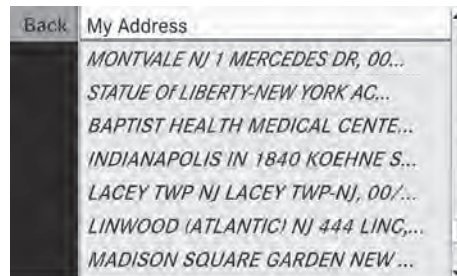 Back My Address
MONTVALE NJ 1 MERCEDES DR, 00...
STATUE Of LIBERTY-NEW YORK AC...
BAPTIST HEALTH MEDICAL CENTE...
INDIANAPOLIS IN 1840 KOEHNE S...
LACEY TWP NJ LACEY TWP-NJ, 00/...
LINWOOD (ATLANTIC) NJ 444 LINC,...
MADISON SQUARE GARDEN NEW ...